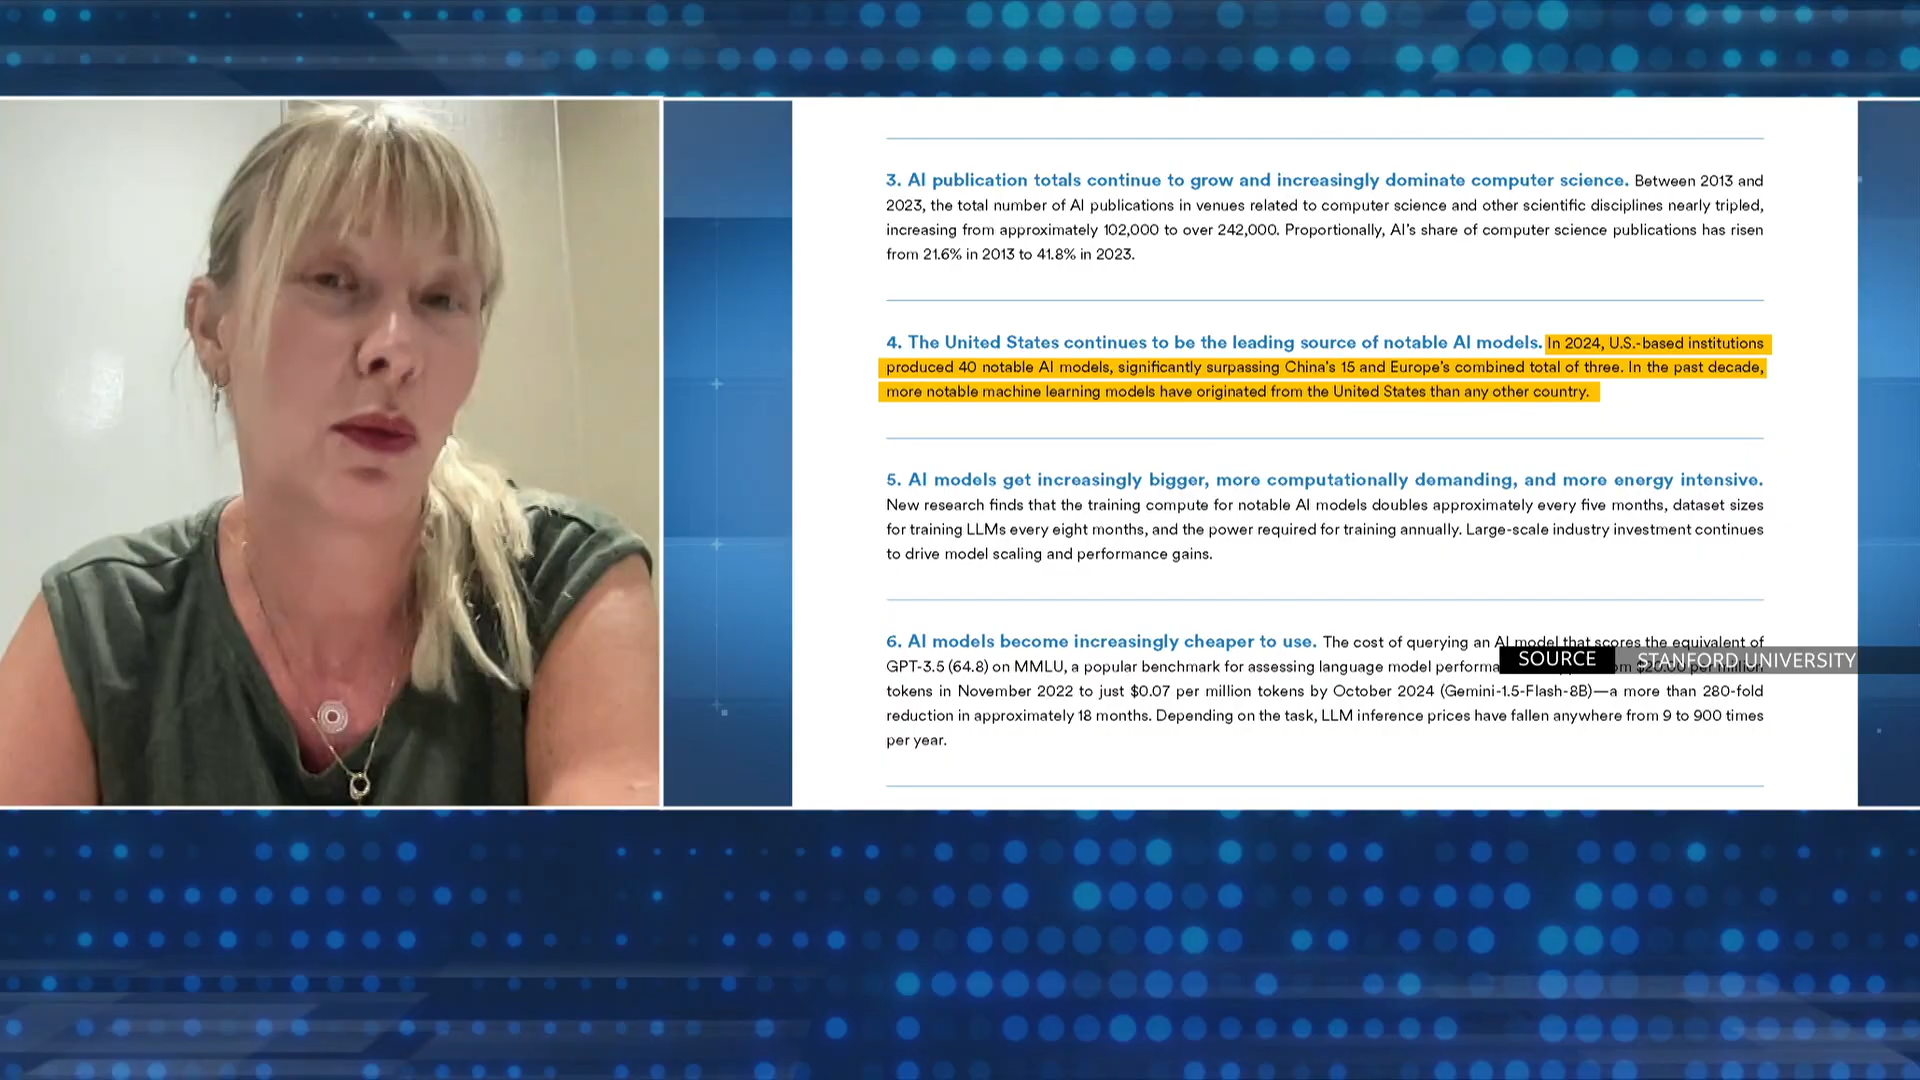 3. AI publication totals continue to grow and increasingly dominate computer science. Between 2013 and
2023, the total number of AI publications in venues related to computer science and other scientific disciplines nearly tripled,
increasing from approximately 102,000 to over 242,000. Proportionally, AI's share of computer science publications has risen
from 21.6% in 2013 to 41.8% in 2023.
4. The United States continues to be the leading source of notable AI models. In 2024, U.S.-based institutions
produced 40 notable AI models, significantly surpassing China's 15 and Europe's combined total of three. In the past decade,
more notable machine learning models have originated from the United States than any other country.
5. AI models get increasingly bigger, more computationally demanding, and more energy intensive.
New research finds that the training compute for notable AI models doubles approximately every five months, dataset sizes
for training LLMs every eight months, and the power required for training annually. Large-scale industry investment continues
to drive model scaling and performance gains.
6. AI models become increasingly cheaper to use. The cost of querying an AI model that scores the equivalent of
GPT-3.5 (64.8) on MMLU, a popular benchmark for assessing language model $20.00 per million
SOURCE STANFORD UNIVERSITY
tokens in November 2022 to just $0.07 per million tokens by October 2024 (Gemini-1.5-Flash-8B)—a more than 280-fold
reduction in approximately 18 months. Depending on the task, LLM inference prices have fallen anywhere from 9 to 900 times
per year.